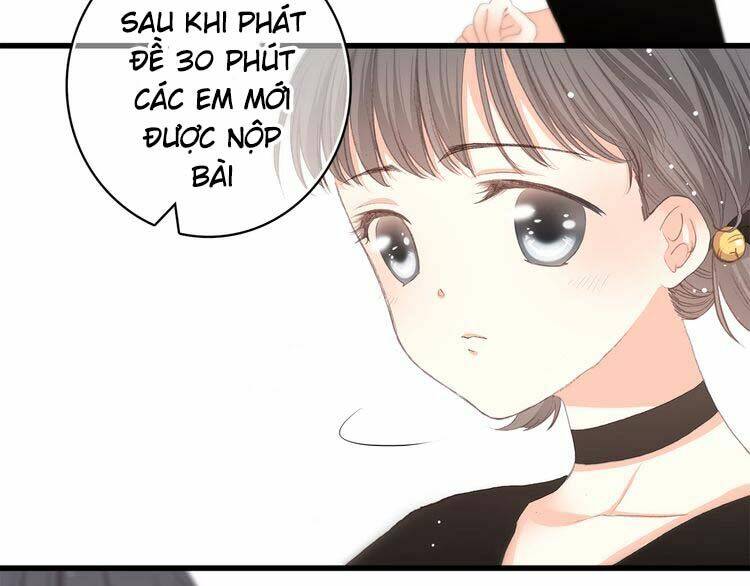 SAU KHI PHÁT
ĐỀ 30 PHÚT
CÁC EM MỚI
ĐƯỢC NỘP
BÀI